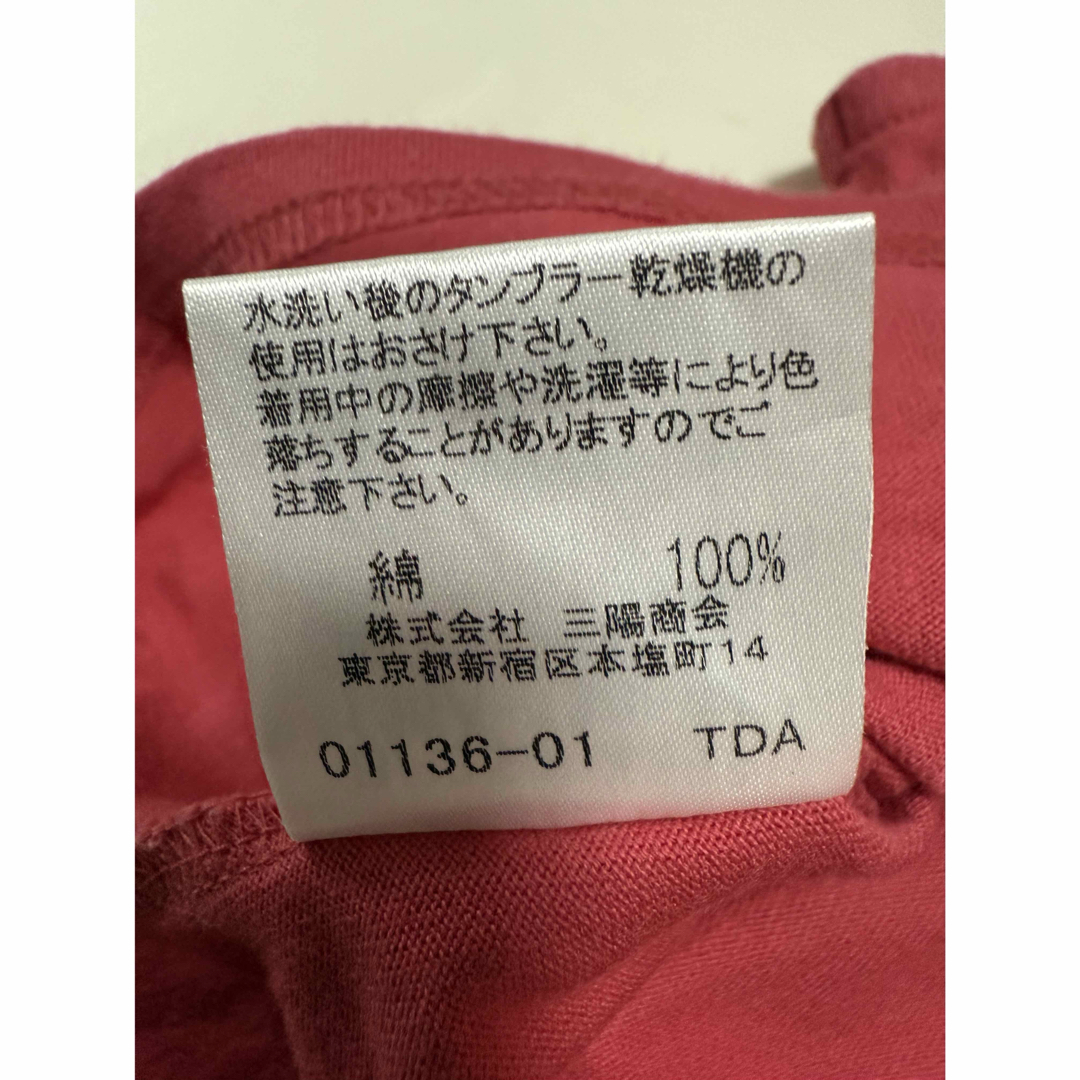 水洗い後のタンブラー乾燥機の
使用はおさけ下さい。
着用中の摩擦や洗濯等により色
落ちすることがありますのでご
注意下さい。
綿 100%
株式会社 三陽商会
東京都新宿区本塩町14
01136-01 TDA